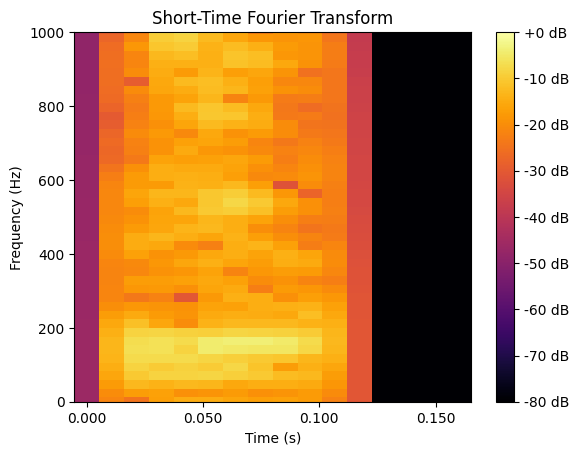 Short-Time Fourier Transform
1000
800
600
400
200
0
Frequency (Hz)
0.000
0.050
0.100
0.150
Time (s)
+0 dB
-10 dB
-20 dB
-30 dB
-40 dB
-50 dB
-60 dB
-70 dB
-80 dB